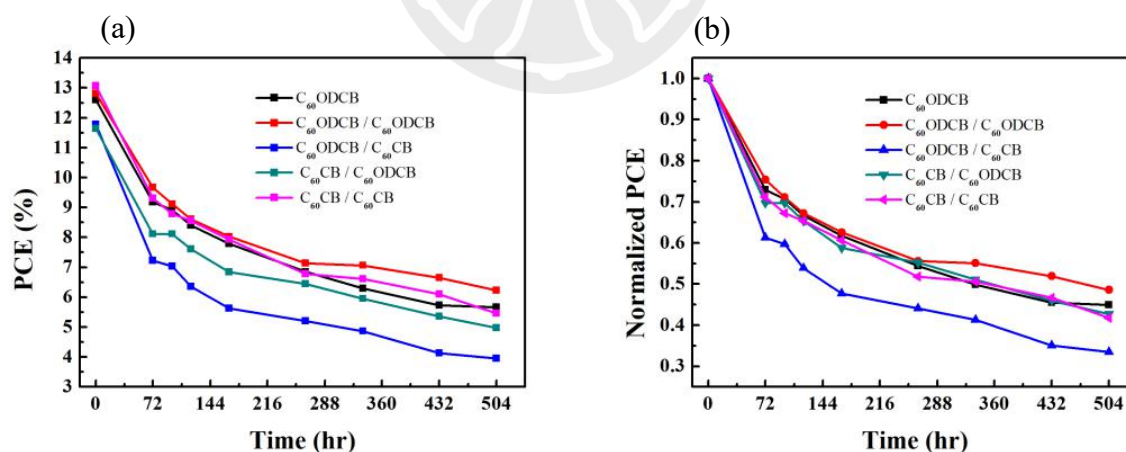 (a)
(b)
14
13
12
11
10
9
8
7
6
5
4
3
PCE (%)
C₆₀ODCB
C₆₀ODCB / C₆₀ODCB
C₆₀ODCB / C₆₀CB
C₆₀CB / C₆₀ODCB
C₆₀CB / C₆₀CB
0 72 144 216 288 360 432 504
Time (hr)
1.0
0.9
0.8
0.7
0.6
0.5
0.4
0.3
Normalized PCE
C₆₀ODCB
C₆₀ODCB / C₆₀ODCB
C₆₀ODCB / C₆₀CB
C₆₀CB / C₆₀ODCB
C₆₀CB / C₆₀CB
0 72 144 216 288 360 432 504
Time (hr)